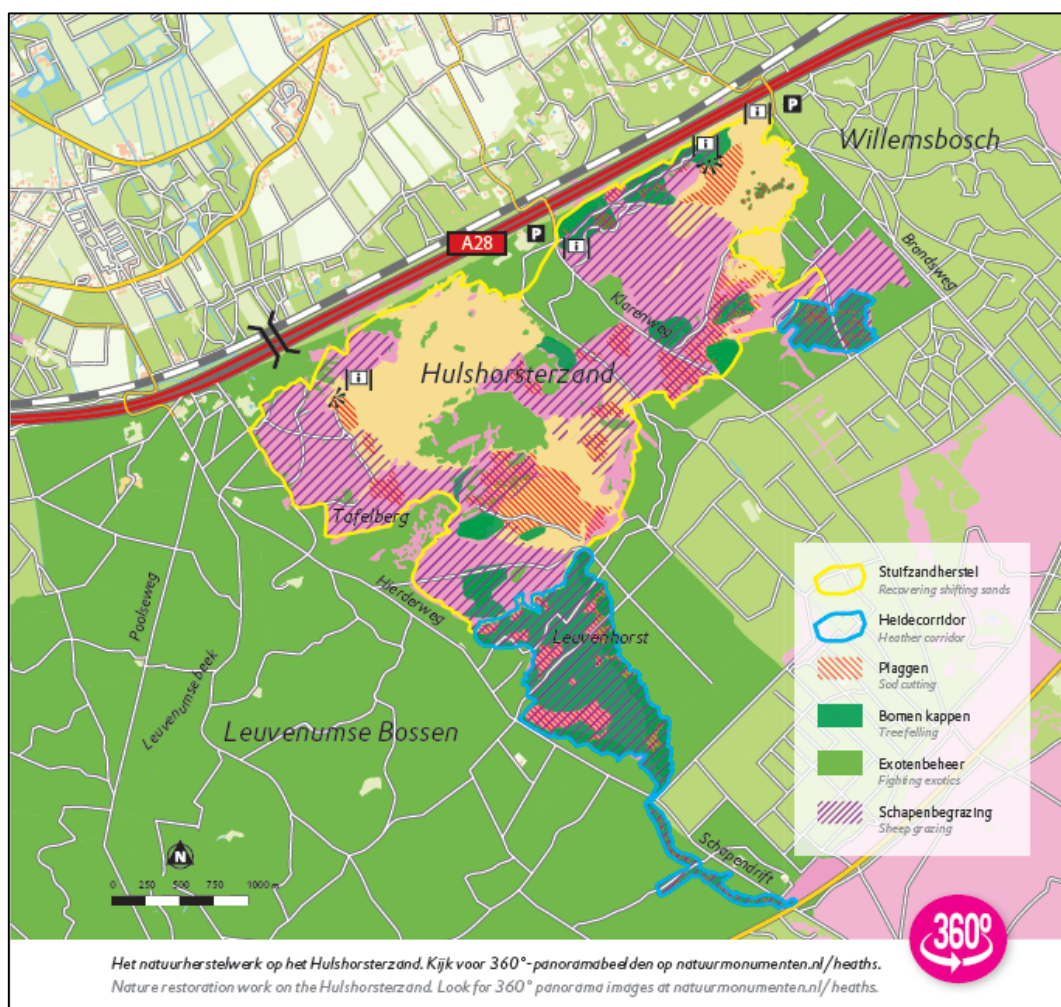 Willemsbosch
P
i
i
A28
P
i
Brandsweg
Klarenweg
Hulshorsterzand
i
Tafelberg
Hierderweg
Poolseweg
Leuvenumse beek
Leuvenhorst
Leuvenumse Bossen
Schapendrift
Stuifzandherstel
Recovering shifting sands
Heidecorridor
Heather corridor
Plaggen
Sod cutting
Bomen kappen
Treefelling
Exotenbeheer
Fighting exotics
Schapenbegrazing
Sheep grazing
N
0 250 500 750 1000 m
360°
Het natuurherstelwerk op het Hulshorsterzand. Kijk voor 360°-panoramabeelden op natuurmonumenten.nl/heaths.
Nature restoration work on the Hulshorsterzand. Look for 360° panorama images at natuurmonumenten.nl/heaths.